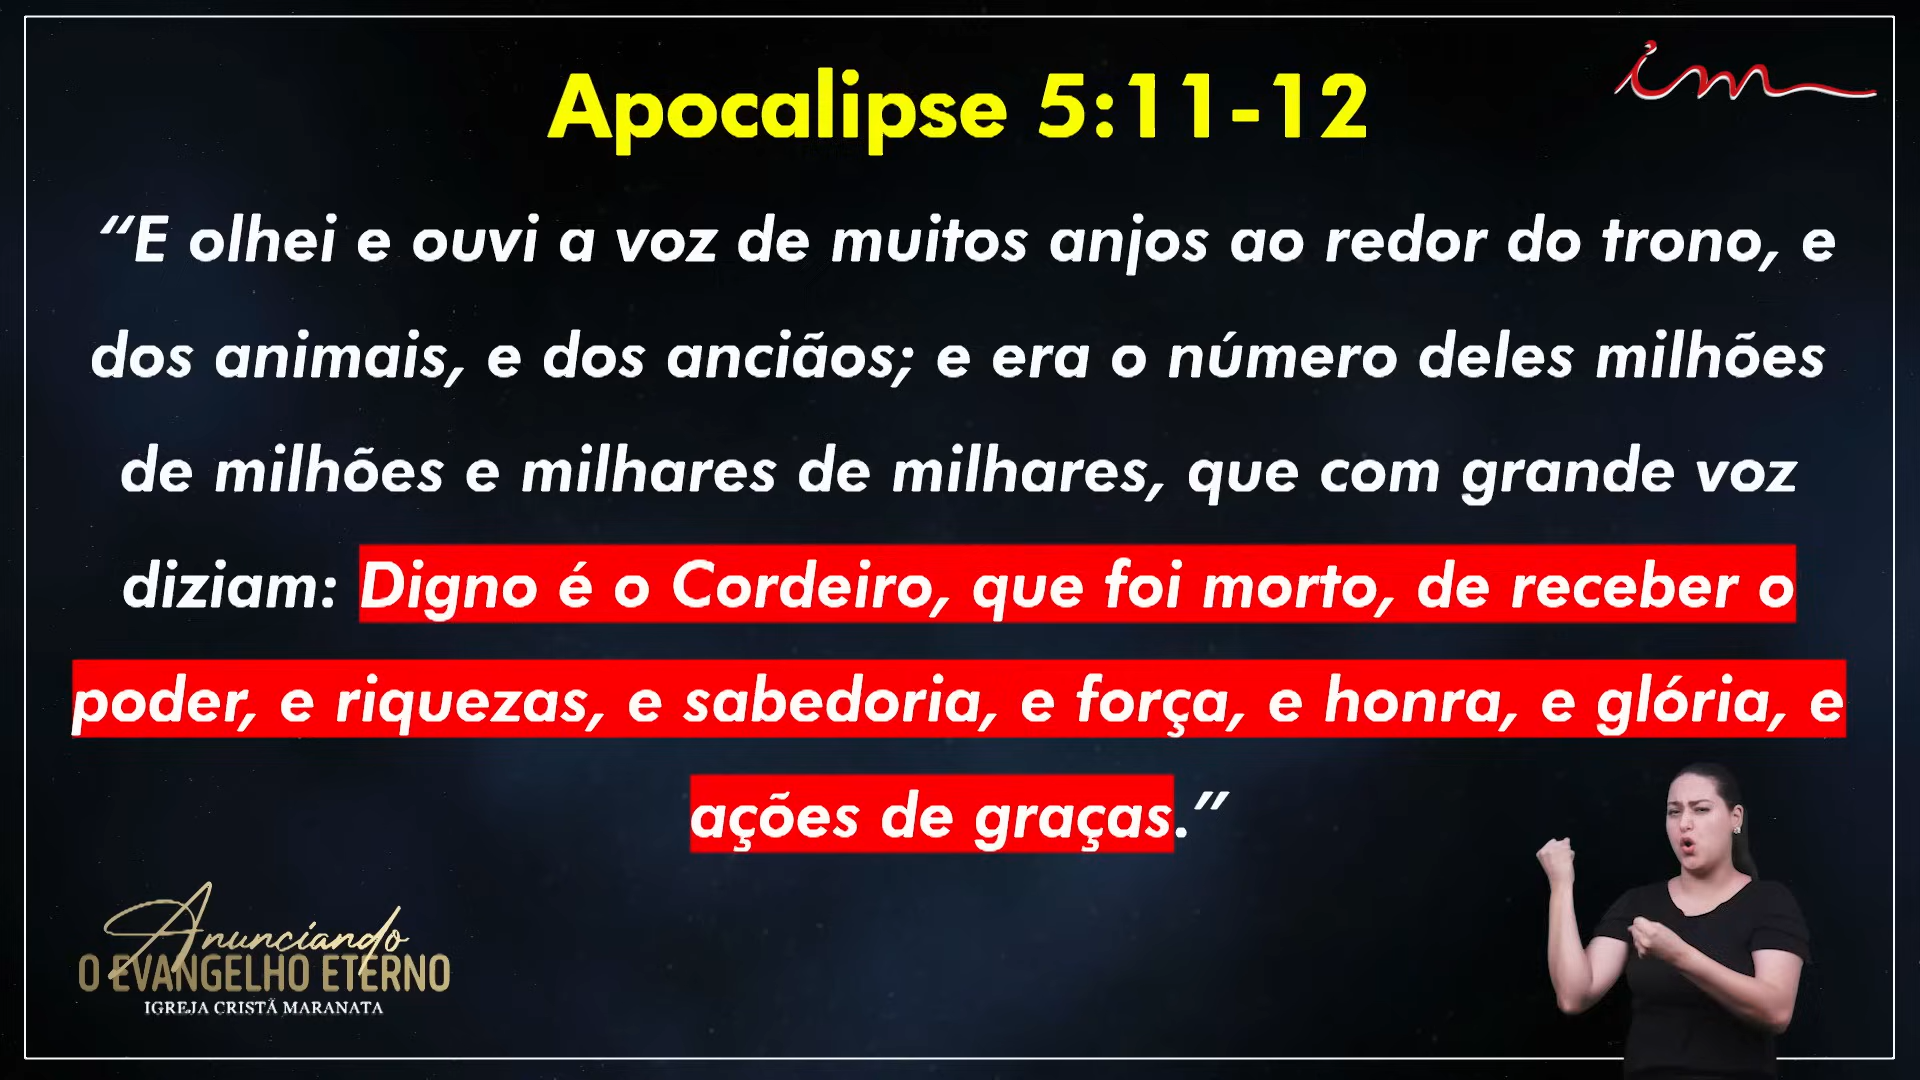 Apocalipse 5:11-12
im
“E olhei e ouvi a voz de muitos anjos ao redor do trono, e
dos animais, e dos anciãos; e era o número deles milhões
de milhões e milhares de milhares, que com grande voz
diziam: Digno é o Cordeiro, que foi morto, de receber o
poder, e riquezas, e sabedoria, e força, e honra, e glória, e
ações de graças.”
Anunciando
O EVANGELHO ETERNO
IGREJA CRISTÃ MARANATA